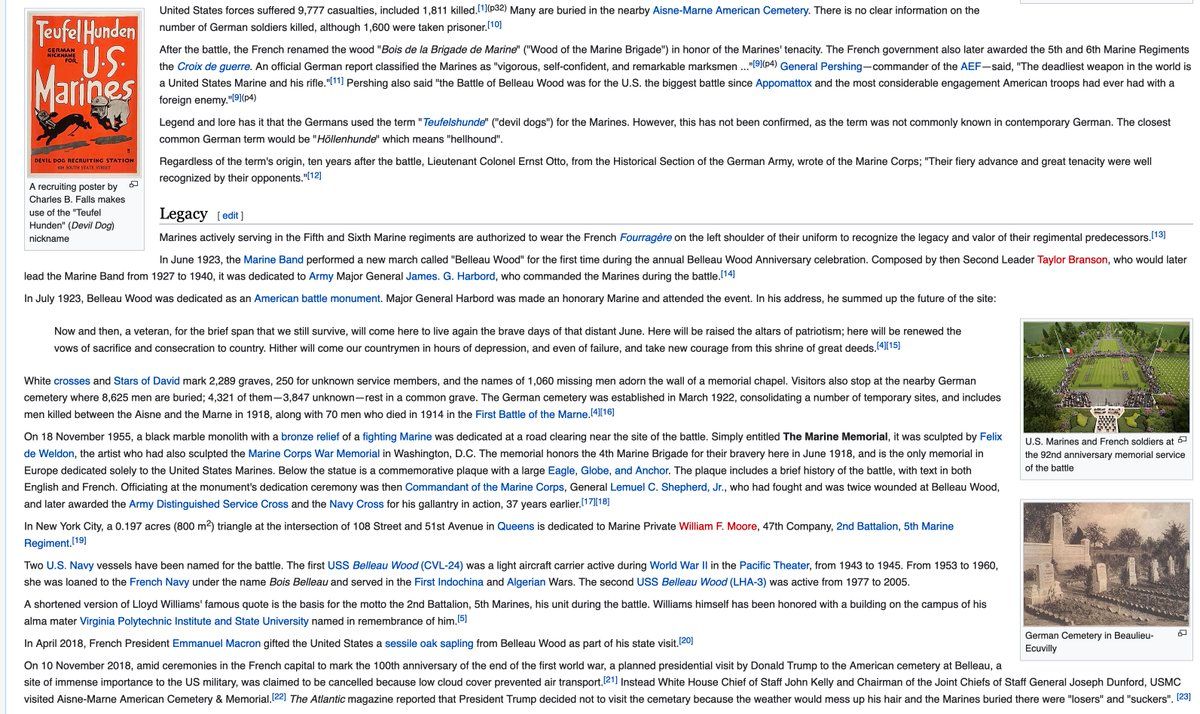 United States forces suffered 9,777 casualties, included 1,811 killed.[1](p32) Many are buried in the nearby Aisne-Marne American Cemetery. There is no clear information on the
number of German soldiers killed, although 1,600 were taken prisoner.[10]
After the battle, the French renamed the wood "Bois de la Brigade de Marine" ("Wood of the Marine Brigade") in honor of the Marines' tenacity. The French government also later awarded the 5th and 6th Marine Regiments
the Croix de guerre. An official German report classified the Marines as "vigorous, self-confident, and remarkable marksmen ..."[9](p4) General Pershing—commander of the AEF—said, "The deadliest weapon in the world is
a United States Marine and his rifle."[11] Pershing also said "the Battle of Belleau Wood was for the U.S. the biggest battle since Appomattox and the most considerable engagement American troops had ever had with a
foreign enemy."[9](p4)
Legend and lore has it that the Germans used the term "Teufelshunde" ("devil dogs") for the Marines. However, this has not been confirmed, as the term was not commonly known in contemporary German. The closest
common German term would be "Höllenhunde" which means "hellhound".
Regardless of the term's origin, ten years after the battle, Lieutenant Colonel Ernst Otto, from the Historical Section of the German Army, wrote of the Marine Corps; "Their fiery advance and great tenacity were well
recognized by their opponents."[12]
Teufel Hunden
GERMAN
NICKNAME
FOR
U·S·
Marines
DEVIL DOG RECRUITING STATION
A recruiting poster by
Charles B. Falls makes
use of the "Teufel
Hunden" (Devil Dog)
nickname
Legacy [ edit ]
Marines actively serving in the Fifth and Sixth Marine regiments are authorized to wear the French Fourragère on the left shoulder of their uniform to recognize the legacy and valor of their regimental predecessors.[13]
In June 1923, the Marine Band performed a new march called "Belleau Wood" for the first time during the annual Belleau Wood Anniversary celebration. Composed by then Second Leader Taylor Branson, who would later
lead the Marine Band from 1927 to 1940, it was dedicated to Army Major General James. G. Harbord, who commanded the Marines during the battle.[14]
In July 1923, Belleau Wood was dedicated as an American battle monument. Major General Harbord was made an honorary Marine and attended the event. In his address, he summed up the future of the site:
Now and then, a veteran, for the brief span that we still survive, will come here to live again the brave days of that distant June. Here will be raised the altars of patriotism; here will be renewed the
vows of sacrifice and consecration to country. Hither will come our countrymen in hours of depression, and even of failure, and take new courage from this shrine of great deeds.[4][15]
White crosses and Stars of David mark 2,289 graves, 250 for unknown service members, and the names of 1,060 missing men adorn the wall of a memorial chapel. Visitors also stop at the nearby German
cemetery where 8,625 men are buried; 4,321 of them—3,847 unknown—rest in a common grave. The German cemetery was established in March 1922, consolidating a number of temporary sites, and includes
men killed between the Aisne and the Marne in 1918, along with 70 men who died in 1914 in the First Battle of the Marne.[4][16]
On 18 November 1955, a black marble monolith with a bronze relief of a fighting Marine was dedicated at a road clearing near the site of the battle. Simply entitled The Marine Memorial, it was sculpted by Felix
de Weldon, the artist who had also sculpted the Marine Corps War Memorial in Washington, D.C. The memorial honors the 4th Marine Brigade for their bravery here in June 1918, and is the only memorial in
Europe dedicated solely to the United States Marines. Below the statue is a commemorative plaque with a large Eagle, Globe, and Anchor. The plaque includes a brief history of the battle, with text in both
English and French. Officiating at the monument's dedication ceremony was then Commandant of the Marine Corps, General Lemuel C. Shepherd, Jr., who had fought and was twice wounded at Belleau Wood,
and later awarded the Army Distinguished Service Cross and the Navy Cross for his gallantry in action, 37 years earlier.[17][18]
U.S. Marines and French soldiers at
the 92nd anniversary memorial service
of the battle
In New York City, a 0.197 acres (800 m2) triangle at the intersection of 108 Street and 51st Avenue in Queens is dedicated to Marine Private William F. Moore, 47th Company, 2nd Battalion, 5th Marine
Regiment.[19]
Two U.S. Navy vessels have been named for the battle. The first USS Belleau Wood (CVL-24) was a light aircraft carrier active during World War II in the Pacific Theater, from 1943 to 1945. From 1953 to 1960,
she was loaned to the French Navy under the name Bois Belleau and served in the First Indochina and Algerian Wars. The second USS Belleau Wood (LHA-3) was active from 1977 to 2005.
A shortened version of Lloyd Williams' famous quote is the basis for the motto the 2nd Battalion, 5th Marines, his unit during the battle. Williams himself has been honored with a building on the campus of his
alma mater Virginia Polytechnic Institute and State University named in remembrance of him.[5]
In April 2018, French President Emmanuel Macron gifted the United States a sessile oak sapling from Belleau Wood as part of his state visit.[20]
German Cemetery in Beaulieu-
Ecuvilly
On 10 November 2018, amid ceremonies in the French capital to mark the 100th anniversary of the end of the first world war, a planned presidential visit by Donald Trump to the American cemetery at Belleau, a
site of immense importance to the US military, was claimed to be cancelled because low cloud cover prevented air transport.[21] Instead White House Chief of Staff John Kelly and Chairman of the Joint Chiefs of Staff General Joseph Dunford, USMC
visited Aisne-Marne American Cemetery & Memorial.[22] The Atlantic magazine reported that President Trump decided not to visit the cemetary because the weather would mess up his hair and the Marines buried there were "losers" and "suckers". [23]